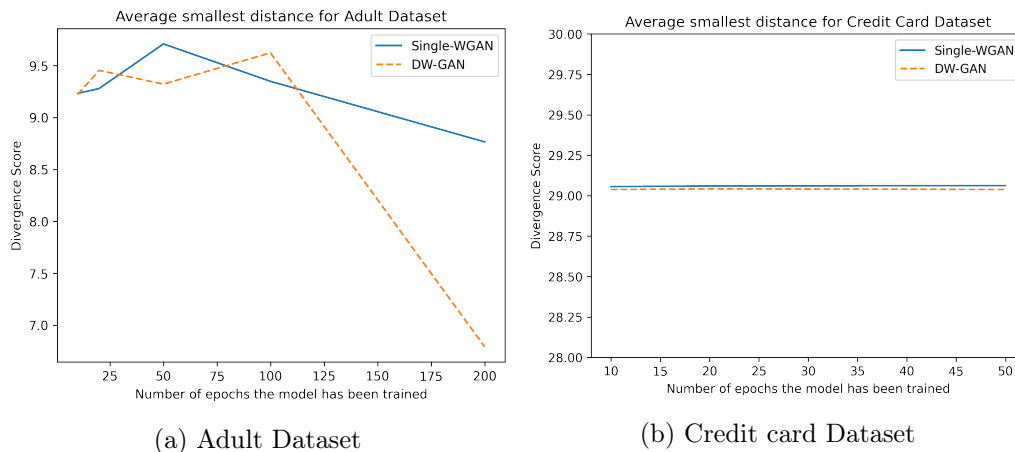 Average smallest distance for Adult Dataset
Single-WGAN
DW-GAN
Divergence Score
9.5
9.0
8.5
8.0
7.5
7.0
25 50 75 100 125 150 175 200
Number of epochs the model has been trained
(a) Adult Dataset
Average smallest distance for Credit Card Dataset
Single-WGAN
DW-GAN
Divergence Score
30.00
29.75
29.50
29.25
29.00
28.75
28.50
28.25
28.00
10 15 20 25 30 35 40 45 50
Number of epochs the model has been trained
(b) Credit card Dataset